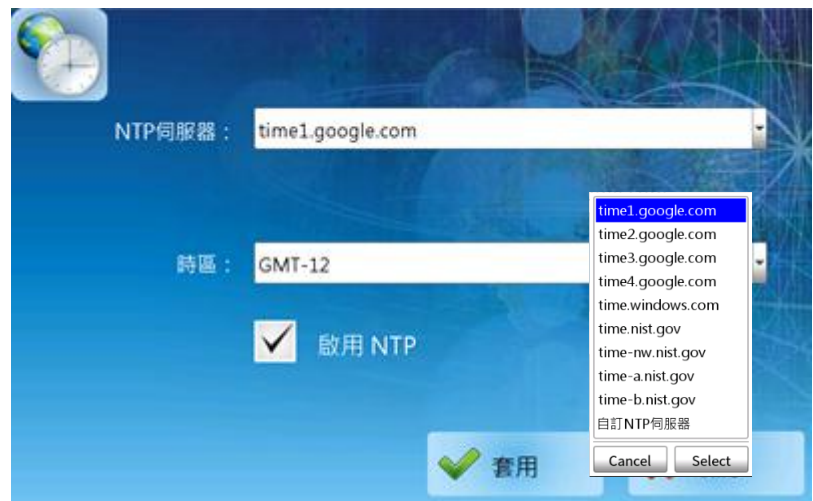 NTP伺服器： time1.google.com
時區： GMT-12
啟用 NTP
套用
time1.google.com
time2.google.com
time3.google.com
time4.google.com
time.windows.com
time.nist.gov
time-nw.nist.gov
time-a.nist.gov
time-b.nist.gov
自訂NTP伺服器
Cancel Select